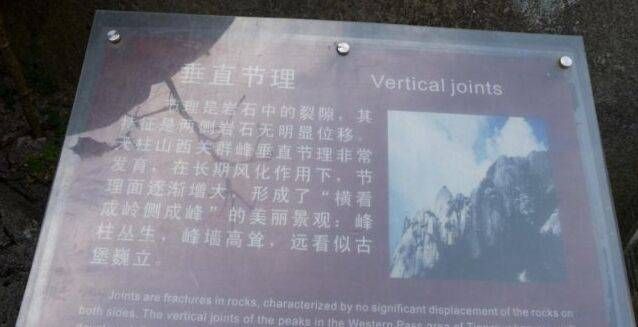 垂直节理
Vertical joints
节理是岩石中的裂隙，其
特征是两侧岩石无明显位移。
天柱山西关群峰垂直节理非常
发育，在长期风化作用下，节
理面逐渐增大，形成了“横看
成岭侧成峰”的美丽景观：峰
柱丛生，峰墙高耸，远看似古
堡巍立。
Joints are fractures in rocks, characterized by no significant displacement of the rocks on
both sides. The vertical joints of the peaks in the Western Pass area of